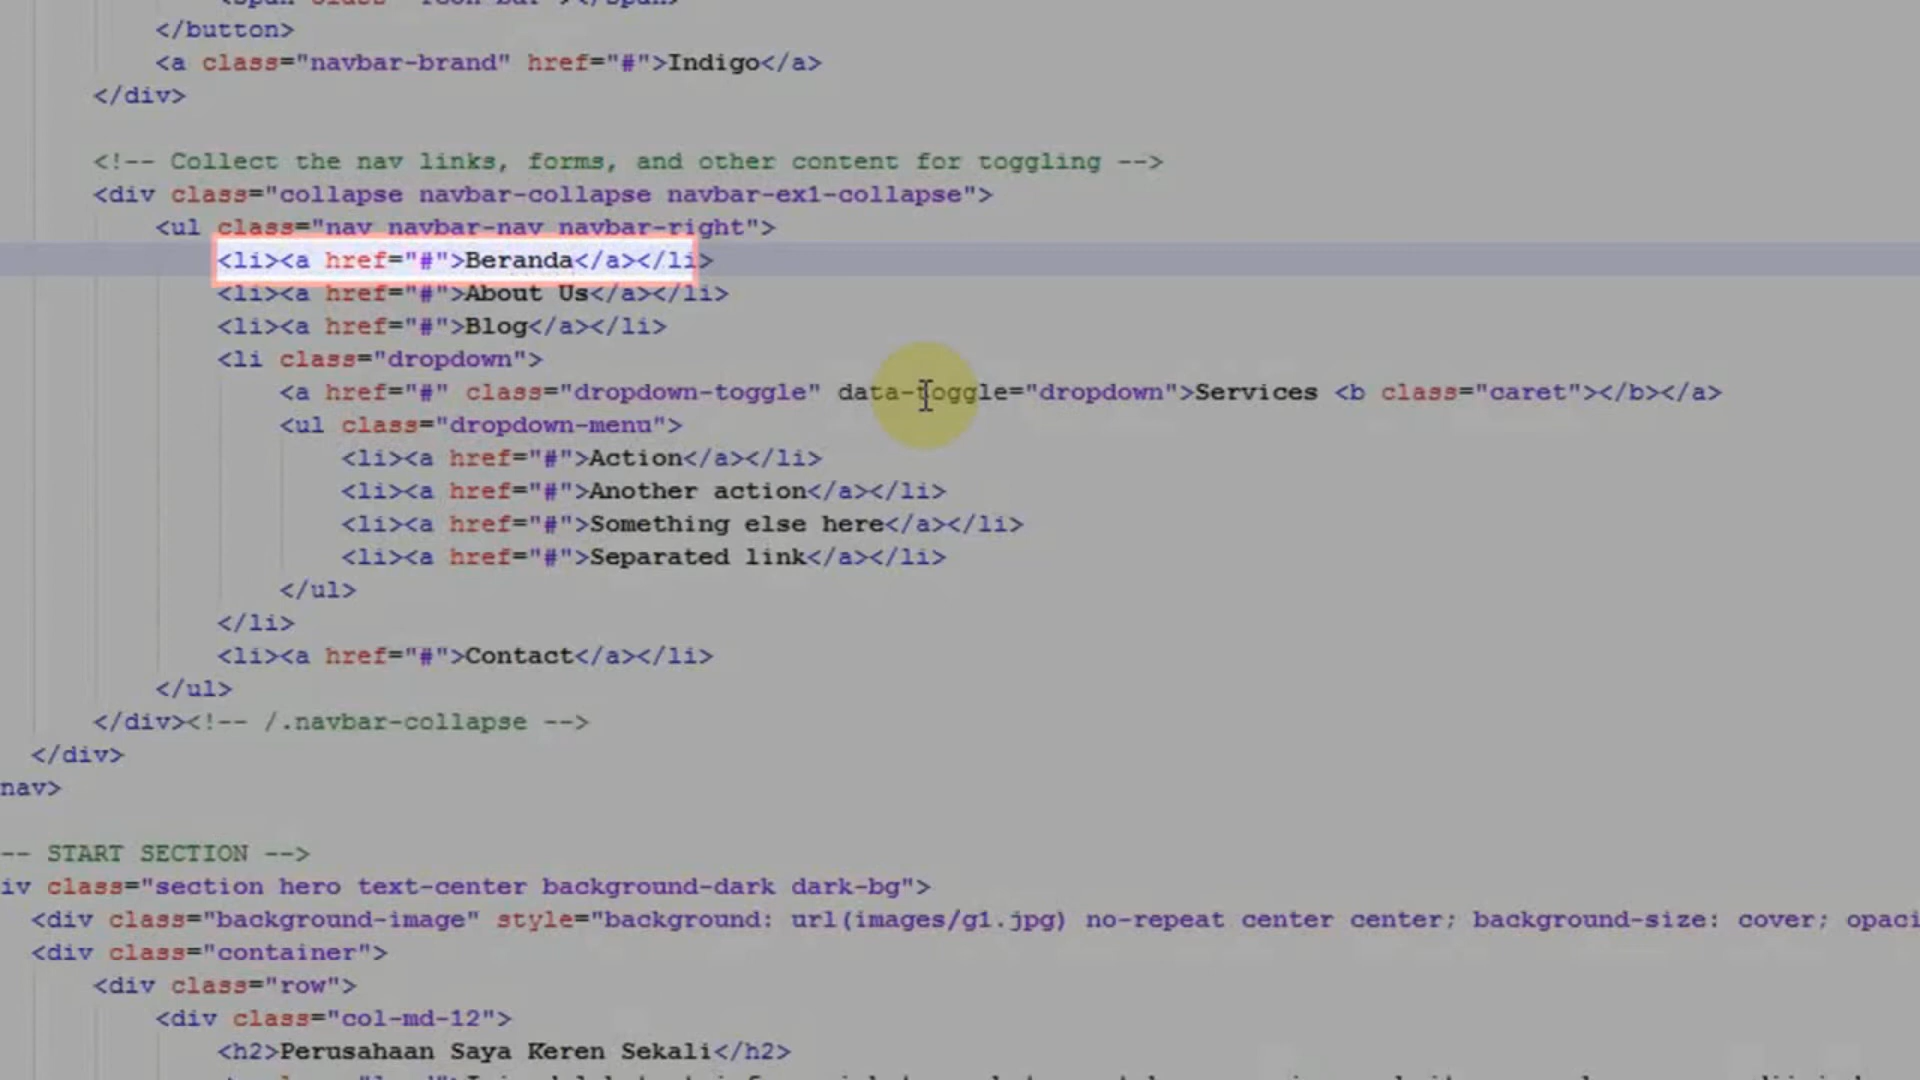 </button>
<a class="navbar-brand" href="#">Indigo</a>
</div>
<!-- Collect the nav links, forms, and other content for toggling -->
<div class="collapse navbar-collapse navbar-ex1-collapse">
<ul class="nav navbar-nav navbar-right">
<li><a href="#">Beranda</a></li>
<li><a href="#">About Us</a></li>
<li><a href="#">Blog</a></li>
<li class="dropdown">
<a href="#" class="dropdown-toggle" data-toggle="dropdown">Services <b class="caret"></b></a>
<ul class="dropdown-menu">
<li><a href="#">Action</a></li>
<li><a href="#">Another action</a></li>
<li><a href="#">Something else here</a></li>
<li><a href="#">Separated link</a></li>
</ul>
</li>
<li><a href="#">Contact</a></li>
</ul>
</div><!-- /.navbar-collapse -->
</div>
nav>
-- START SECTION -->
iv class="section hero text-center background-dark dark-bg">
<div class="background-image" style="background: url(images/g1.jpg) no-repeat center center; background-size: cover; opaci
<div class="container">
<div class="row">
<div class="col-md-12">
<h2>Perusahaan Saya Keren Sekali</h2>